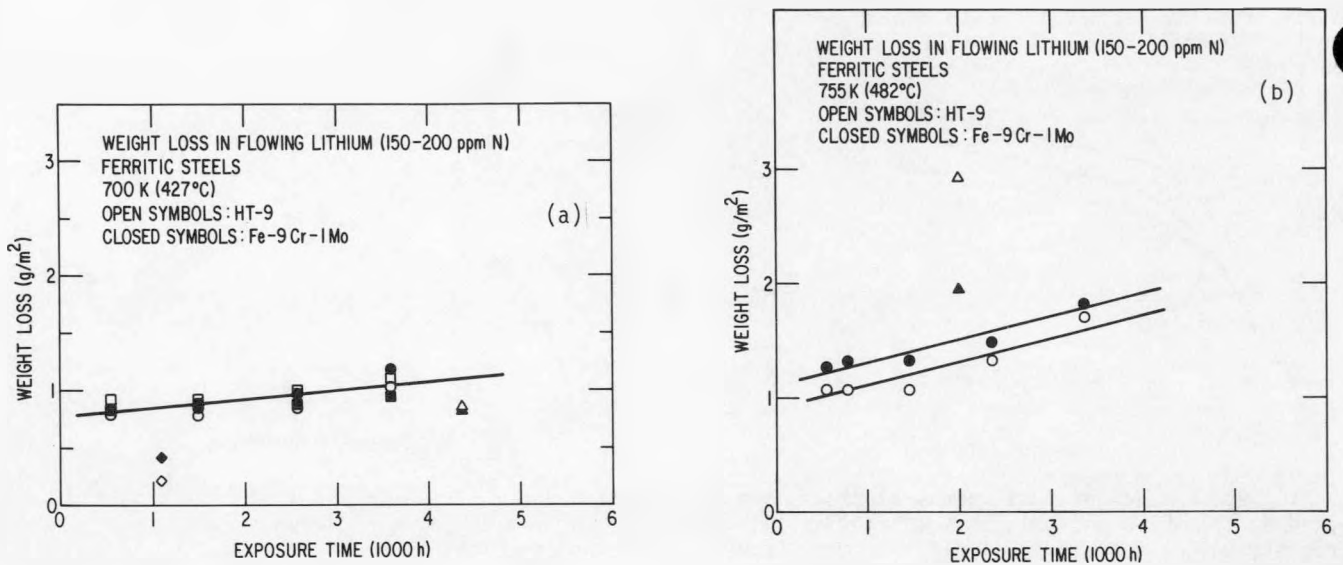 WEIGHT LOSS IN FLOWING LITHIUM (150-200 ppm N)
FERRITIC STEELS
700 K (427°C)
OPEN SYMBOLS: HT-9
CLOSED SYMBOLS: Fe-9 Cr-1 Mo
(a)
3
2
1
0
WEIGHT LOSS (g/m²)
0 1 2 3 4 5 6
EXPOSURE TIME (1000 h)
WEIGHT LOSS IN FLOWING LITHIUM (150-200 ppm N)
FERRITIC STEELS
755 K (482°C)
OPEN SYMBOLS: HT-9
CLOSED SYMBOLS: Fe-9 Cr-1 Mo
(b)
3
2
1
0
WEIGHT LOSS (g/m²)
0 1 2 3 4 5 6
EXPOSURE TIME (1000 h)